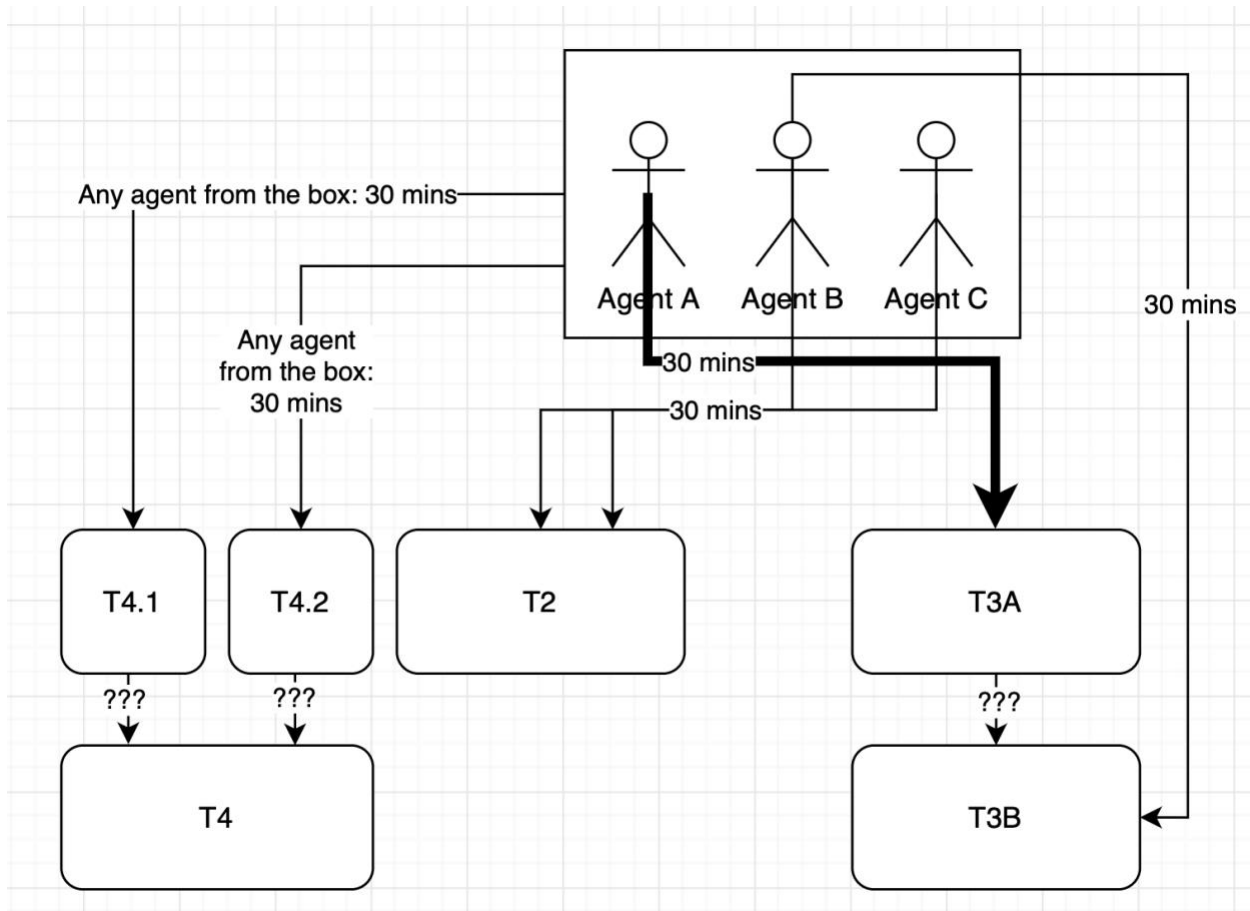 Any agent from the box: 30 mins
Agent A
Agent B
Agent C
30 mins
Any agent
from the box:
30 mins
30 mins
30 mins
T4.1
T4.2
T2
T3A
???
???
???
T4
T3B